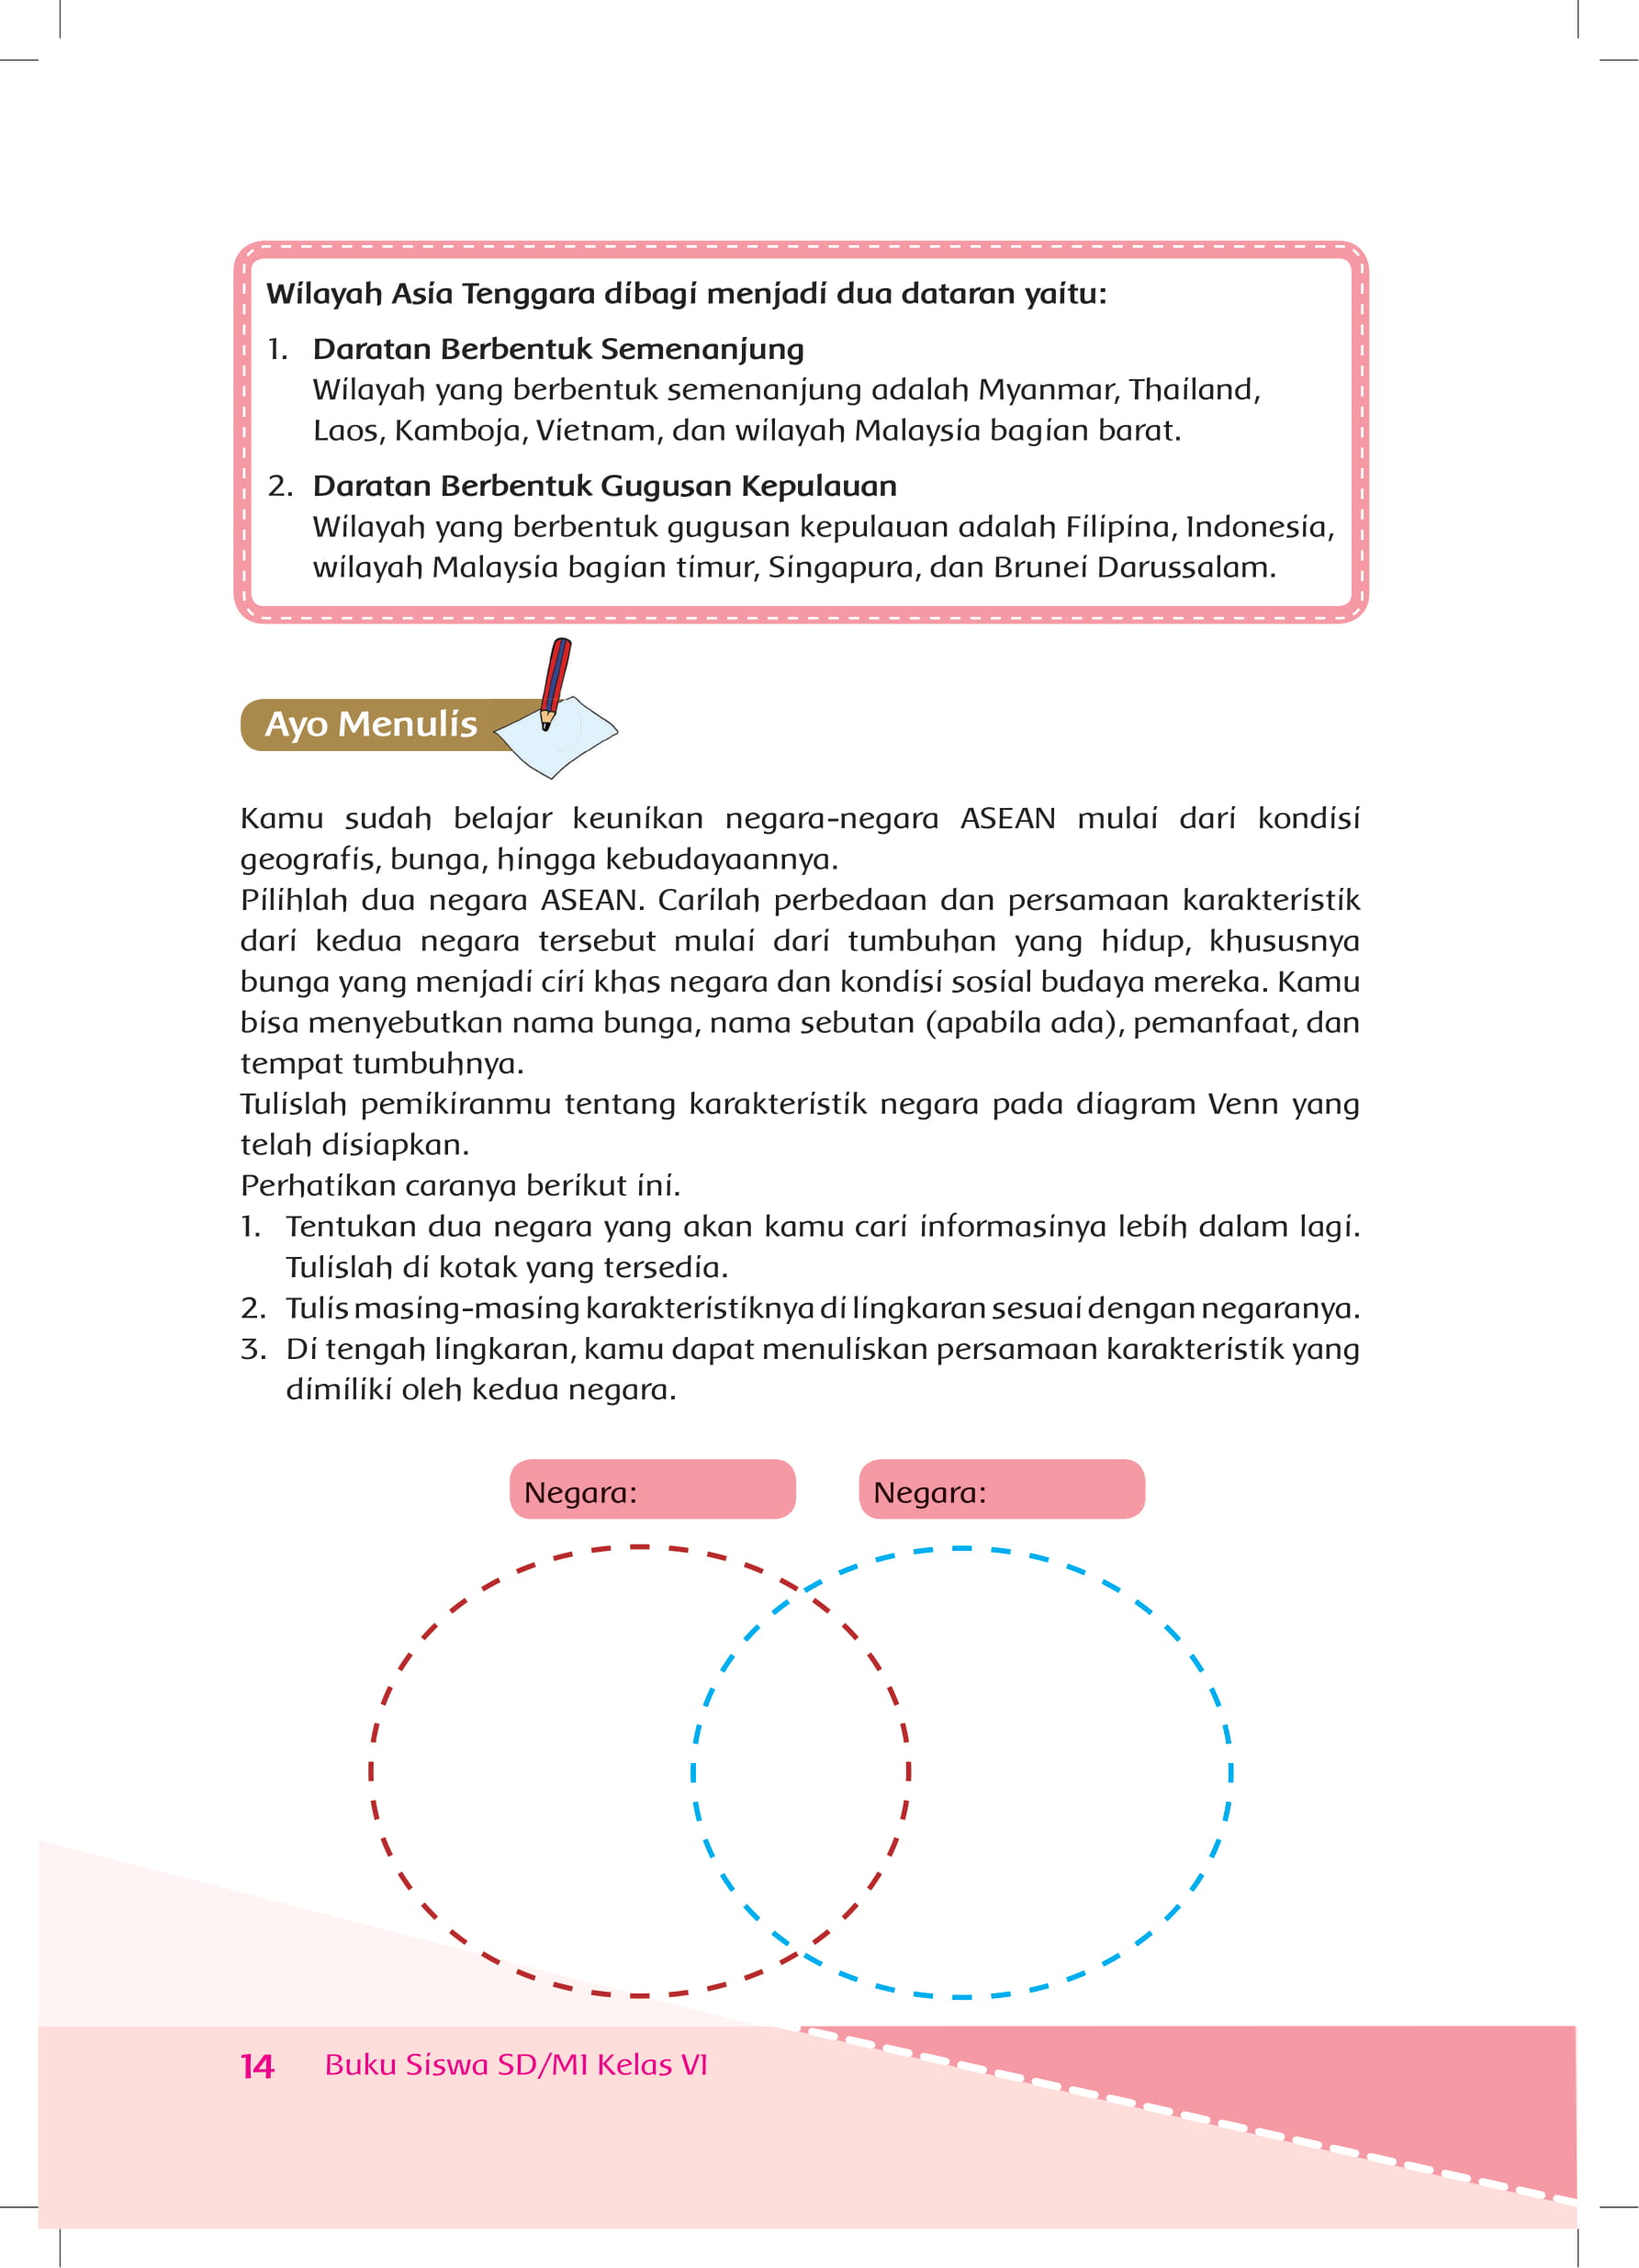 Wilayah Asia Tenggara dibagi menjadi dua dataran yaitu:
1. Daratan Berbentuk Semenanjung
Wilayah yang berbentuk semenanjung adalah Myanmar, Thailand,
Laos, Kamboja, Vietnam, dan wilayah Malaysia bagian barat.
2. Daratan Berbentuk Gugusan Kepulauan
Wilayah yang berbentuk gugusan kepulauan adalah Filipina, Indonesia,
wilayah Malaysia bagian timur, Singapura, dan Brunei Darussalam.
Ayo Menulis
Kamu sudah belajar keunikan negara-negara ASEAN mulai dari kondisi
geografis, bunga, hingga kebudayaannya.
Pilihlah dua negara ASEAN. Carilah perbedaan dan persamaan karakteristik
dari kedua negara tersebut mulai dari tumbuhan yang hidup, khususnya
bunga yang menjadi ciri khas negara dan kondisi sosial budaya mereka. Kamu
bisa menyebutkan nama bunga, nama sebutan (apabila ada), pemanfaat, dan
tempat tumbuhnya.
Tulislah pemikiranmu tentang karakteristik negara pada diagram Venn yang
telah disiapkan.
Perhatikan caranya berikut ini.
1. Tentukan dua negara yang akan kamu cari informasinya lebih dalam lagi.
Tulislah di kotak yang tersedia.
2. Tulis masing-masing karakteristiknya di lingkaran sesuai dengan negaranya.
3. Di tengah lingkaran, kamu dapat menuliskan persamaan karakteristik yang
dimiliki oleh kedua negara.
Negara:
Negara:
14 Buku Siswa SD/MI Kelas VI